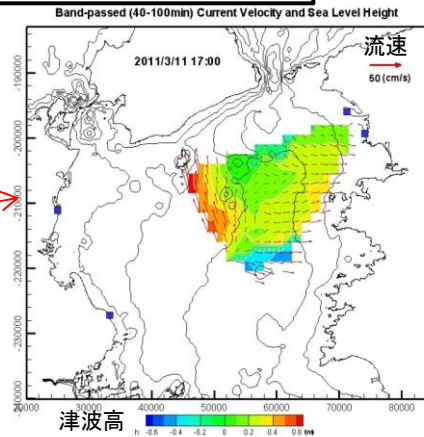 Band-passed (40-100min) Current Velocity and Sea Level Height
流速
50 (cm/s)
2011/3/11 17:00
-190000
-200000
-210000
-220000
-230000
20000 30000 40000 50000 60000 70000 80000
津波高
h: -0.6 -0.4 -0.2 0 0.2 0.4 0.6 (m)